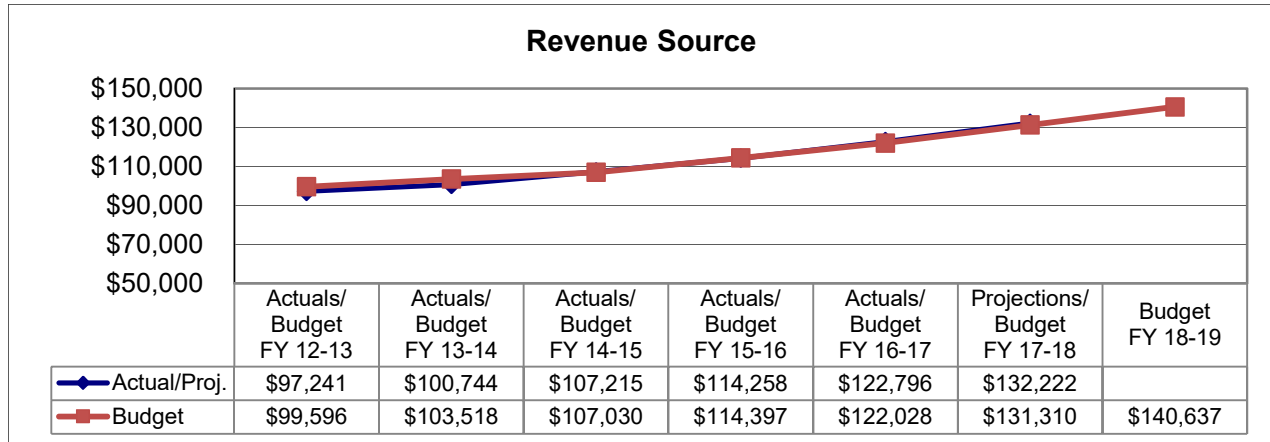 Revenue Source
$150,000
$130,000
$110,000
$90,000
$70,000
$50,000
Actuals/ Actuals/ Actuals/ Actuals/ Actuals/ Projections/ Budget
Budget Budget Budget Budget Budget Budget FY 18-19
FY 12-13 FY 13-14 FY 14-15 FY 15-16 FY 16-17 FY 17-18
Actual/Proj. $97,241 $100,744 $107,215 $114,258 $122,796 $132,222
Budget $99,596 $103,518 $107,030 $114,397 $122,028 $131,310 $140,637